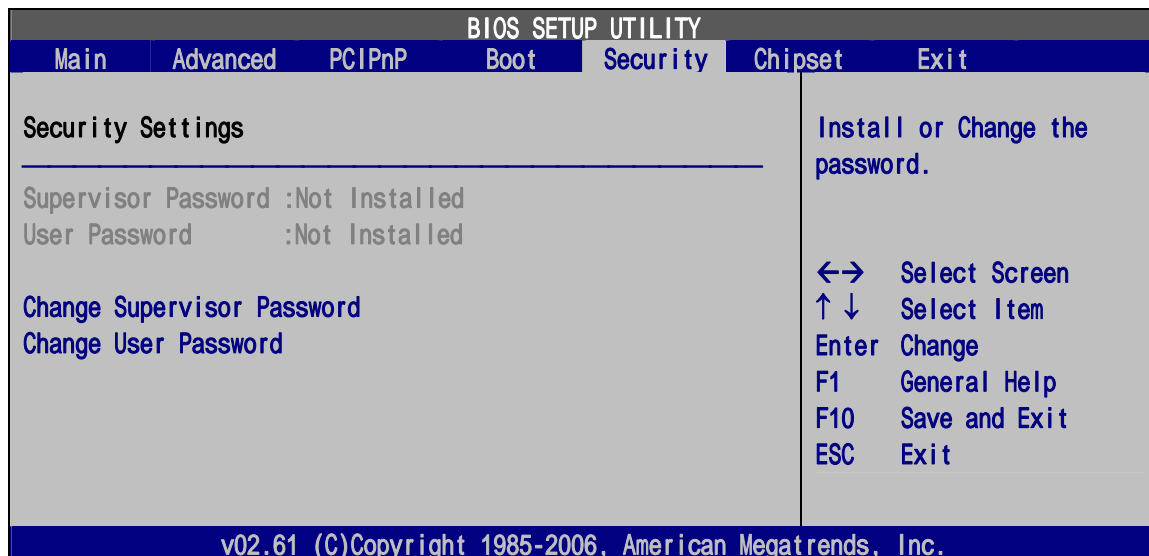 BIOS SETUP UTILITY
Main Advanced PCIPnP Boot Security Chipset Exit
Security Settings
Supervisor Password :Not Installed
User Password :Not Installed
Change Supervisor Password
Change User Password
Install or Change the
password.
←→ Select Screen
↑↓ Select Item
Enter Change
F1 General Help
F10 Save and Exit
ESC Exit
v02.61 (C)Copyright 1985-2006, American Megatrends, Inc.